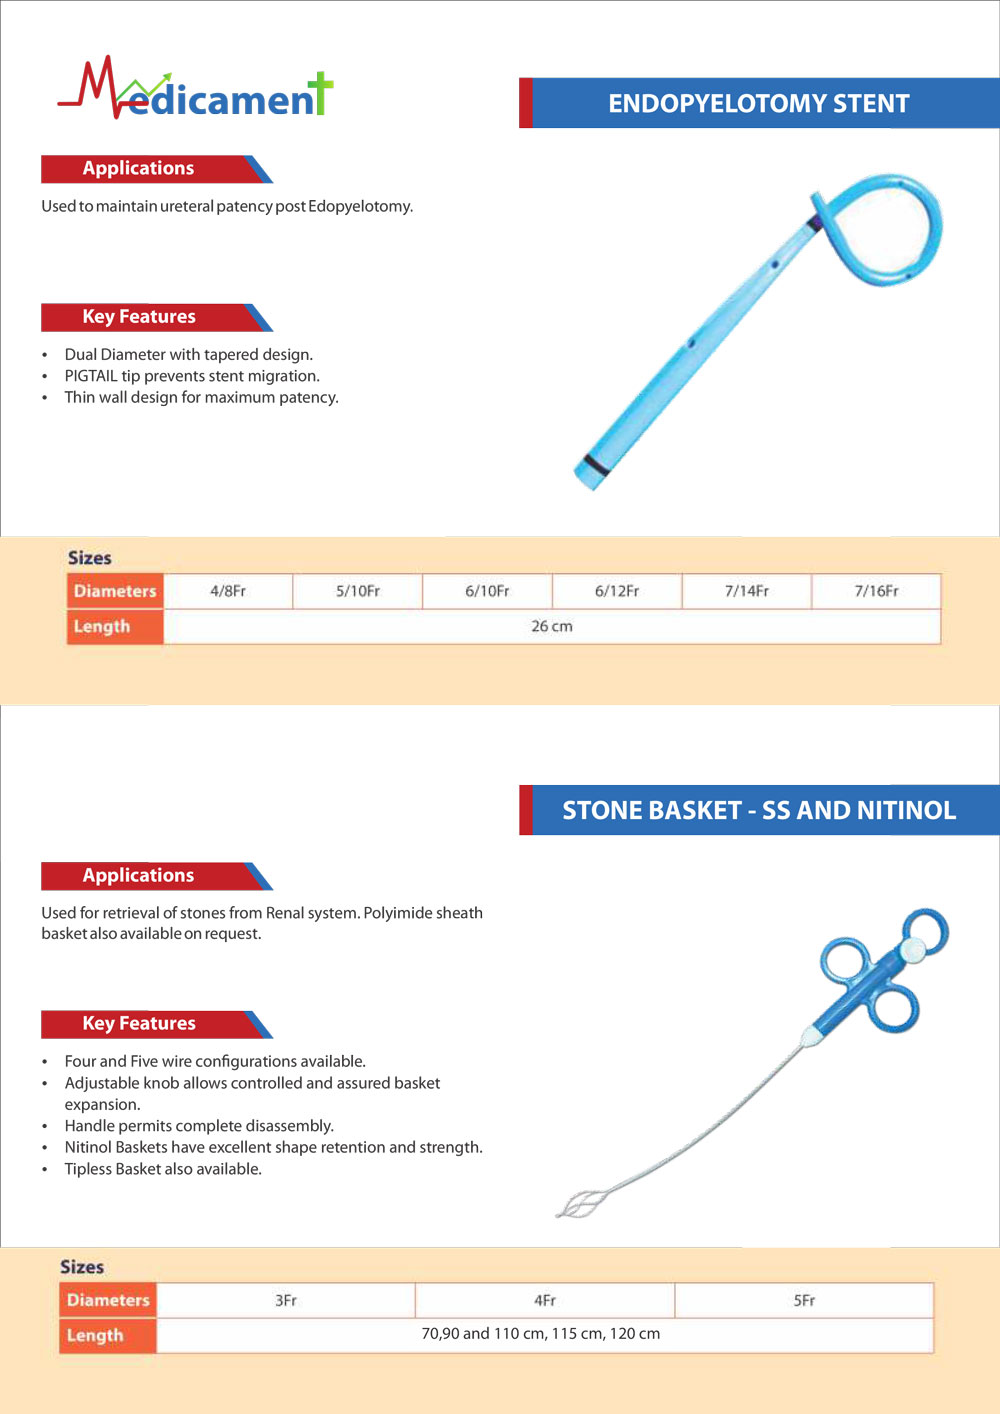 Medicament
ENDOPYELOTOMY STENT
Applications
Used to maintain ureteral patency post Edopyelotomy.
Key Features
• Dual Diameter with tapered design.
• PIGTAIL tip prevents stent migration.
• Thin wall design for maximum patency.
Sizes
Diameters 4/8Fr 5/10Fr 6/10Fr 6/12Fr 7/14Fr 7/16Fr
Length 26 cm
STONE BASKET - SS AND NITINOL
Applications
Used for retrieval of stones from Renal system. Polyimide sheath
basket also available on request.
Key Features
• Four and Five wire configurations available.
• Adjustable knob allows controlled and assured basket
expansion.
• Handle permits complete disassembly.
• Nitinol Baskets have excellent shape retention and strength.
• Tipless Basket also available.
Sizes
Diameters 3Fr 4Fr 5Fr
Length 70,90 and 110 cm, 115 cm, 120 cm